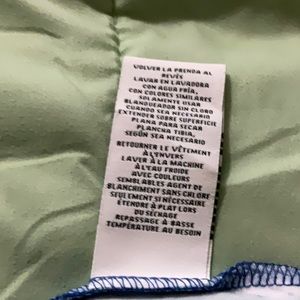 VOLVER LA PRENDA AL
REVÉS
LAVAR EN LAVADORA
CON AGUA FRÍA,
CON COLORES SIMILARES
SOLAMENTE USAR
BLANQUEADOR SIN CLORO
CUANDO SEA NECESARIO
EXTENDER SOBRE SUPERFICIE
PLANA PARA SECAR
PLANCHA TIBIA,
SEGÚN SEA NECESARIO
RETOURNER LE VÊTEMENT
À L'ENVERS
LAVER À LA MACHINE
À L'EAU FROIDE
AVEC COULEURS
SEMBLABLES AGENT DE
BLANCHIMENT SANS CHLORE
SEULEMENT SI NÉCESSAIRE
ÉTENDRE À PLAT LORS
DU SÉCHAGE
REPASSAGE À BASSE
TEMPÉRATURE AU BESOIN